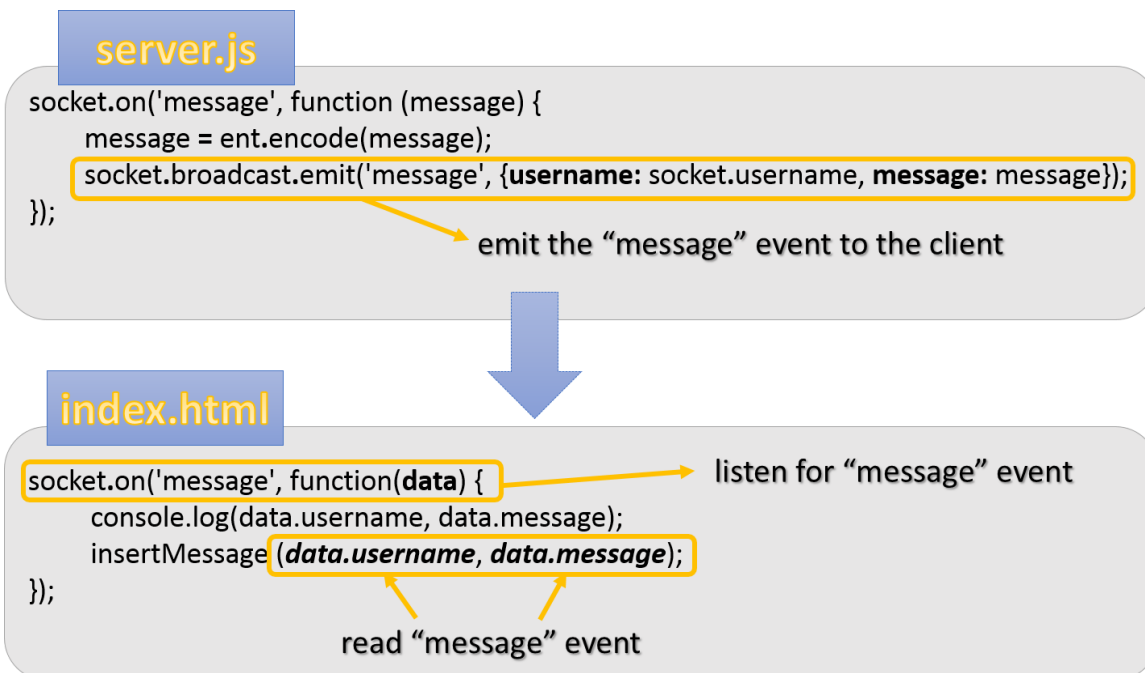 server.js
socket.on('message', function (message) {
message = ent.encode(message);
socket.broadcast.emit('message', {username: socket.username, message: message});
});
emit the “message” event to the client
index.html
socket.on('message', function(data) {
listen for “message” event
console.log(data.username, data.message);
insertMessage (data.username, data.message);
});
read “message” event